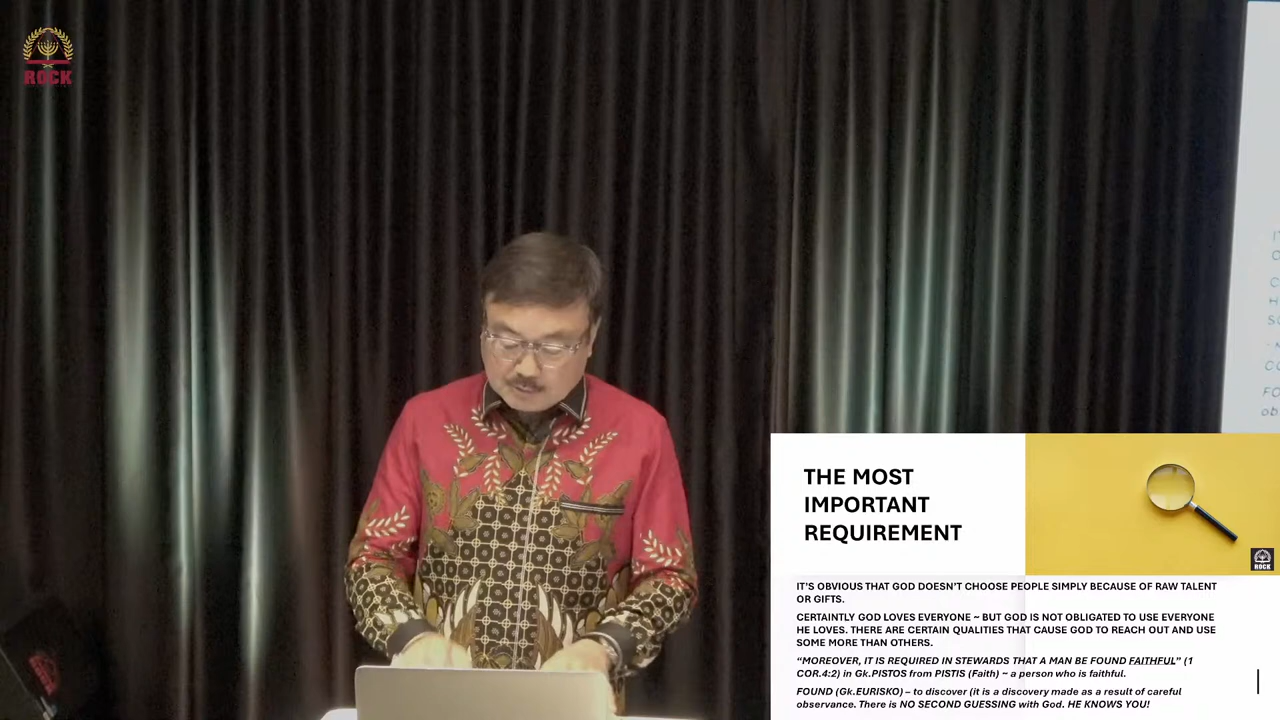 ROCK
THE MOST
IMPORTANT
REQUIREMENT
ROCK
IT'S OBVIOUS THAT GOD DOESN'T CHOOSE PEOPLE SIMPLY BECAUSE OF RAW TALENT
OR GIFTS.
CERTAINTLY GOD LOVES EVERYONE ~ BUT GOD IS NOT OBLIGATED TO USE EVERYONE
HE LOVES. THERE ARE CERTAIN QUALITIES THAT CAUSE GOD TO REACH OUT AND USE
SOME MORE THAN OTHERS.
"MOREOVER, IT IS REQUIRED IN STEWARDS THAT A MAN BE FOUND FAITHFUL" (1
COR.4:2) in Gk.PISTOS from PISTIS (Faith) ~ a person who is faithful.
FOUND (Gk.EURISKO) – to discover (it is a discovery made as a result of careful
observance. There is NO SECOND GUESSING with God. HE KNOWS YOU!